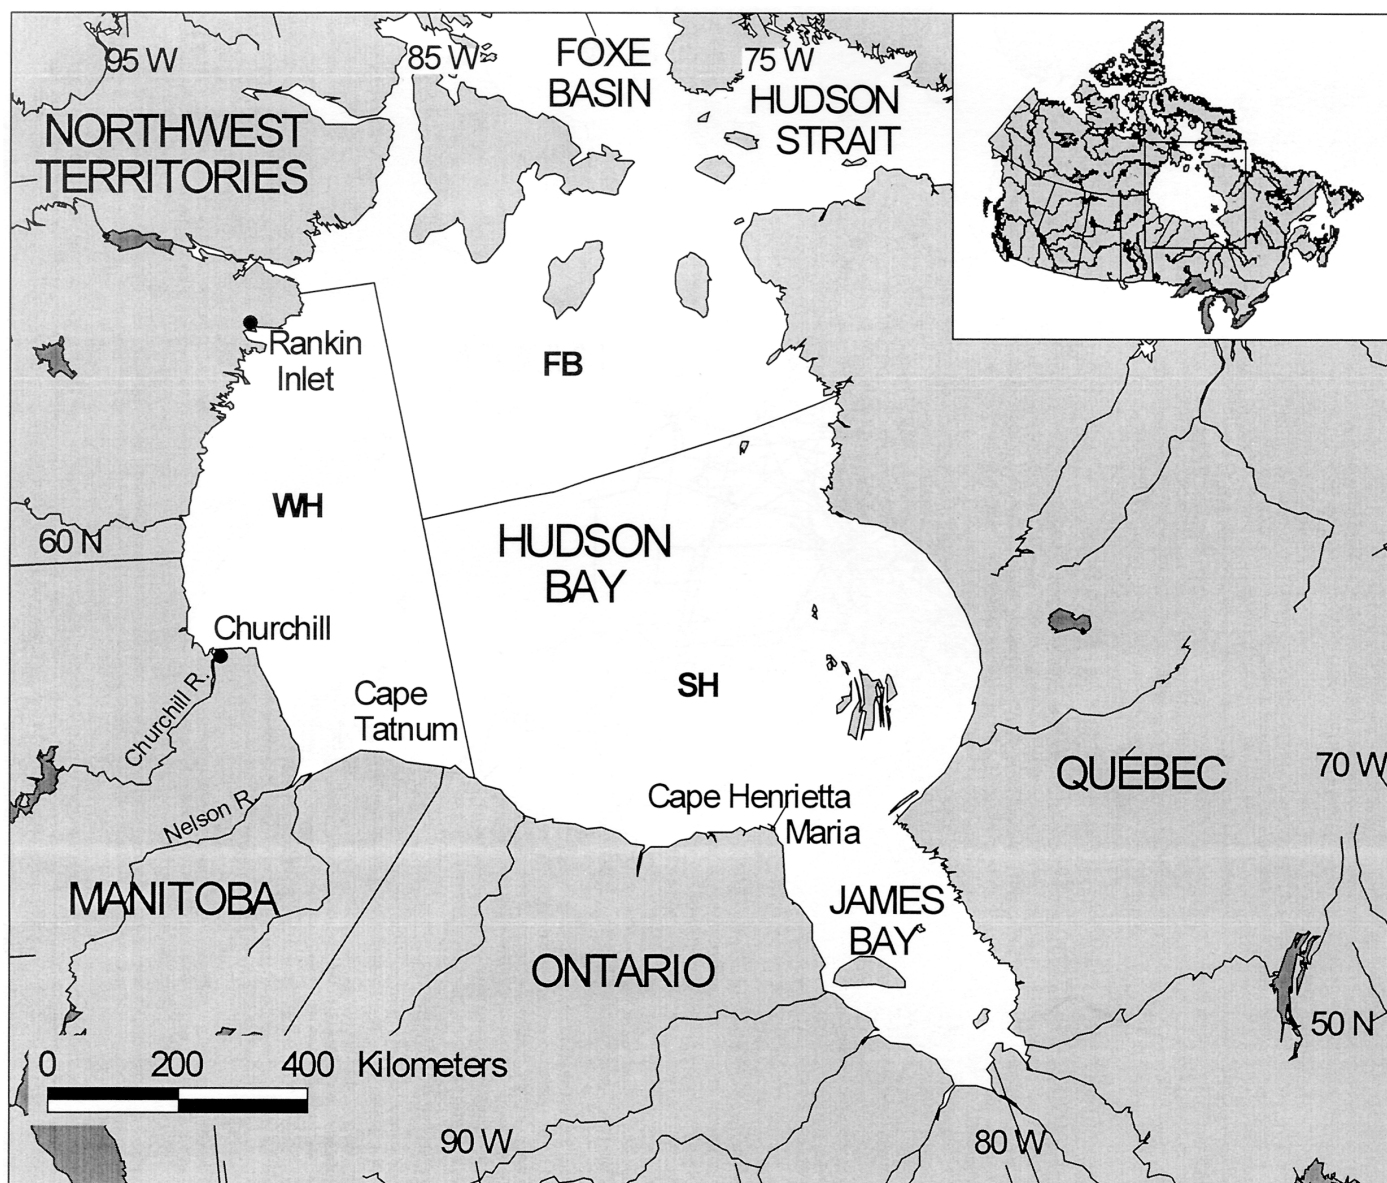 95 W
85 W
FOXE
BASIN
75 W
HUDSON
STRAIT
NORTHWEST
TERRITORIES
Rankin
Inlet
FB
WH
60 N
HUDSON
BAY
Churchill
Churchill R.
Cape
Tatnum
SH
Cape Henrietta
Maria
QUÉBEC
70 W
Nelson R.
MANITOBA
JAMES
BAY
ONTARIO
50 N
0 200 400 Kilometers
90 W
80 W